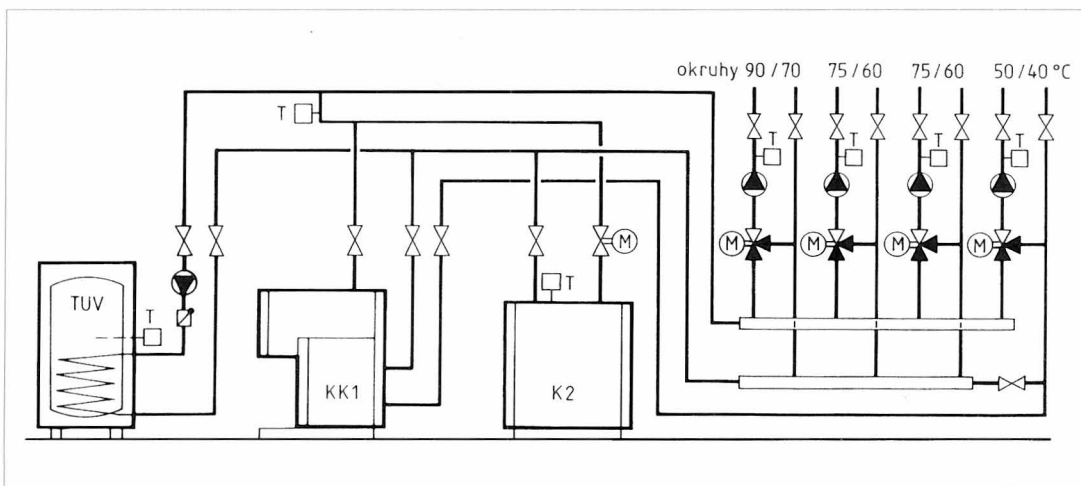 okruhy 90/70 75/60 75/60 50/40 °C
T
T T T T
M
M M M M
T
TUV
T
KK1
K2